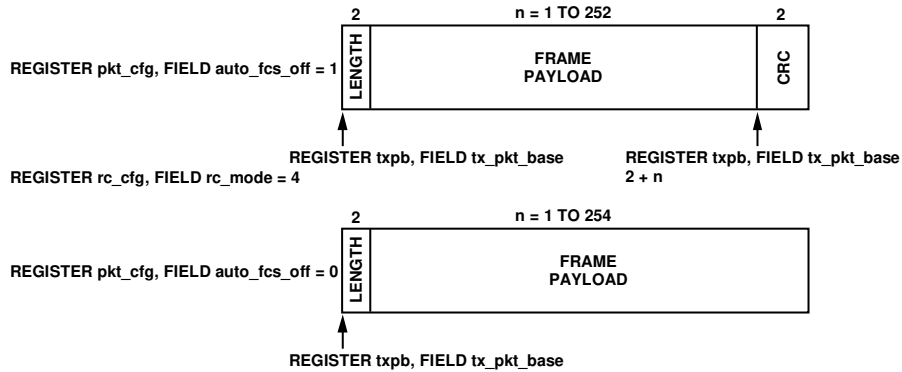 2 n = 1 TO 252 2
REGISTER pkt_cfg, FIELD auto_fcs_off = 1
LENGTH
FRAME
PAYLOAD
CRC
REGISTER txpb, FIELD tx_pkt_base
REGISTER txpb, FIELD tx_pkt_base
2 + n
REGISTER rc_cfg, FIELD rc_mode = 4
2 n = 1 TO 254
REGISTER pkt_cfg, FIELD auto_fcs_off = 0
LENGTH
FRAME
PAYLOAD
REGISTER txpb, FIELD tx_pkt_base